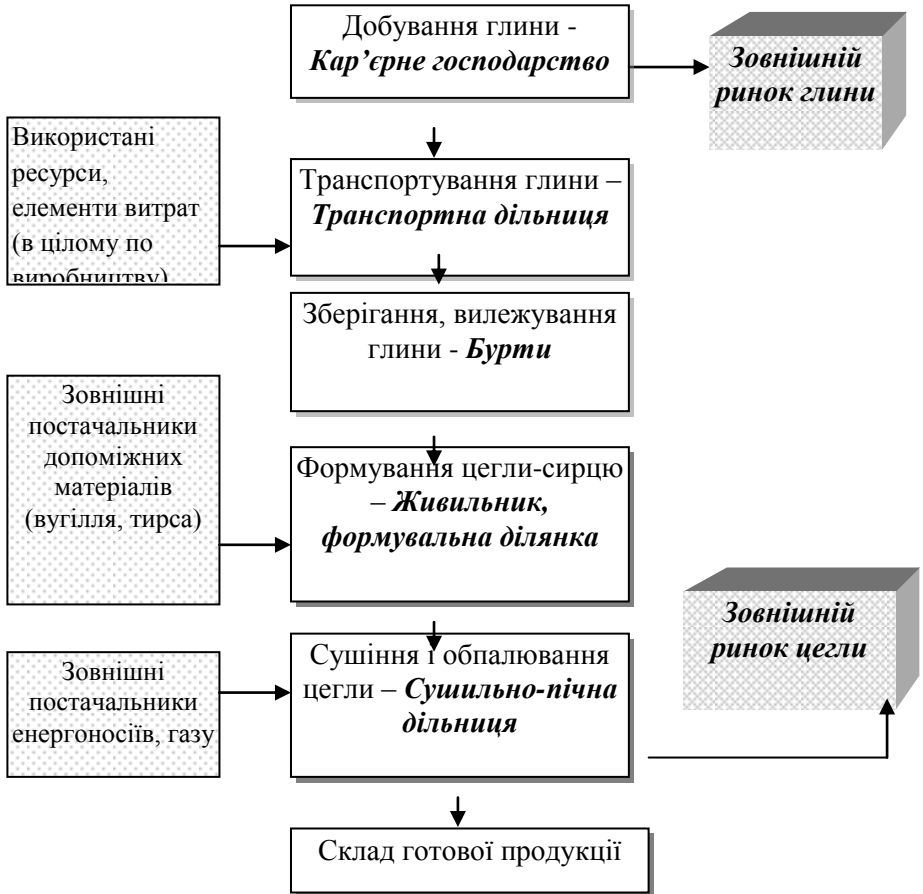 Добування глини -
Кар’єрне господарство
Зовнішній
ринок глини
Використані
ресурси,
елементи витрат
(в цілому по
виробництву)
Транспортування глини –
Транспортна дільниця
Зберігання, вилежування
глини - Бурти
Зовнішні
постачальники
допоміжних
матеріалів
(вугілля, тирса)
Формування цегли-сирцю
– Живильник,
формувальна ділянка
Зовнішній
ринок цегли
Зовнішні
постачальники
енергоносіїв, газу
Сушіння і обпалювання
цегли – Сушильно-пічна
дільниця
Склад готової продукції